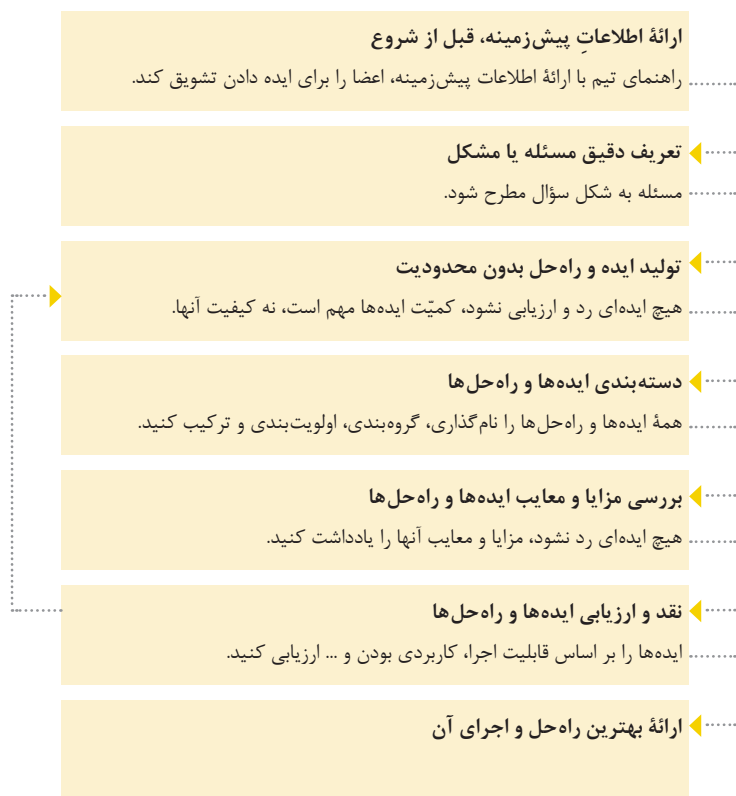 ارائهٔ اطلاعاتِ پیش‌زمینه، قبل از شروع
راهنمای تیم با ارائهٔ اطلاعات پیش‌زمینه، اعضا را برای ایده دادن تشویق کند.
تعریف دقیق مسئله یا مشکل
مسئله به شکل سؤال مطرح شود.
تولید ایده و راه‌حل بدون محدودیت
هیچ ایده‌ای رد و ارزیابی نشود، کمیّت ایده‌ها مهم است، نه کیفیت آنها.
دسته‌بندی ایده‌ها و راه‌حل‌ها
همهٔ ایده‌ها و راه‌حل‌ها را نام‌گذاری، گروه‌بندی، اولویت‌بندی و ترکیب کنید.
بررسی مزایا و معایب ایده‌ها و راه‌حل‌ها
هیچ ایده‌ای رد نشود، مزایا و معایب آنها را یادداشت کنید.
نقد و ارزیابی ایده‌ها و راه‌حل‌ها
ایده‌ها را بر اساس قابلیت اجرا، کاربردی بودن و ... ارزیابی کنید.
ارائهٔ بهترین راه‌حل و اجرای آن